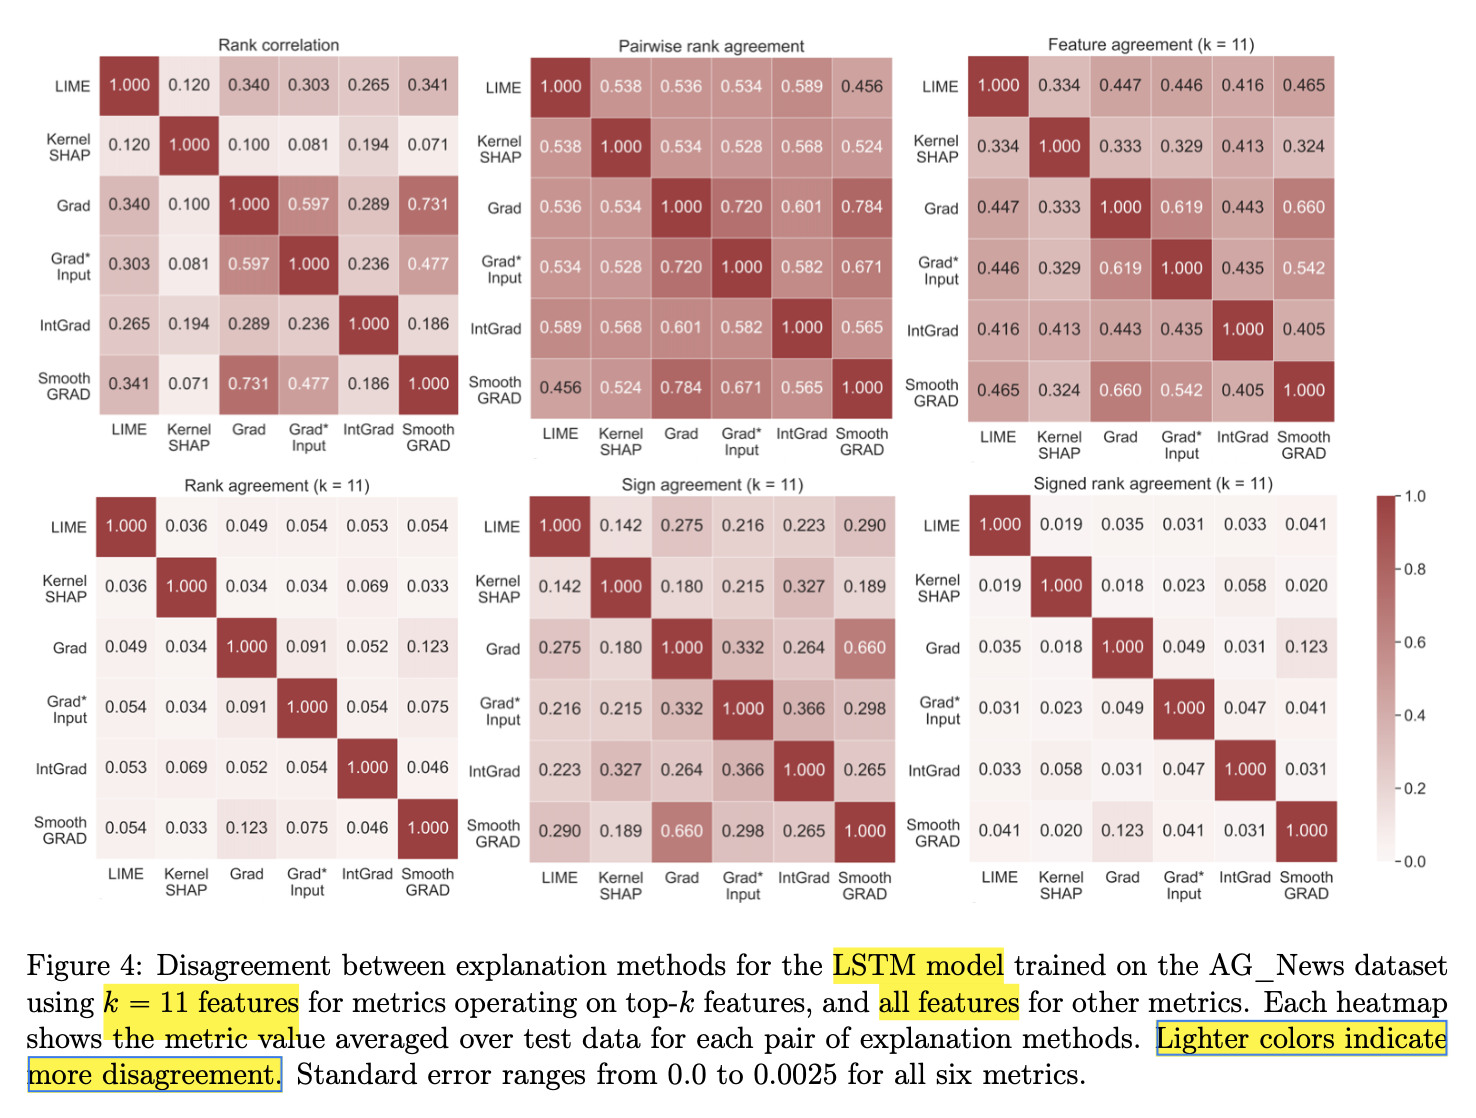 Rank correlation
LIME 1.000 0.120 0.340 0.303 0.265 0.341
Kernel
SHAP 0.120 1.000 0.100 0.081 0.194 0.071
Grad 0.340 0.100 1.000 0.597 0.289 0.731
Grad*
Input 0.303 0.081 0.597 1.000 0.236 0.477
IntGrad 0.265 0.194 0.289 0.236 1.000 0.186
Smooth
GRAD 0.341 0.071 0.731 0.477 0.186 1.000
LIME Kernel Grad Grad* IntGrad Smooth
SHAP Input GRAD
Pairwise rank agreement
LIME 1.000 0.538 0.536 0.534 0.589 0.456
Kernel
SHAP 0.538 1.000 0.534 0.528 0.568 0.524
Grad 0.536 0.534 1.000 0.720 0.601 0.784
Grad*
Input 0.534 0.528 0.720 1.000 0.582 0.671
IntGrad 0.589 0.568 0.601 0.582 1.000 0.565
Smooth
GRAD 0.456 0.524 0.784 0.671 0.565 1.000
LIME Kernel Grad Grad* IntGrad Smooth
SHAP Input GRAD
Feature agreement (k = 11)
LIME 1.000 0.334 0.447 0.446 0.416 0.465
Kernel
SHAP 0.334 1.000 0.333 0.329 0.413 0.324
Grad 0.447 0.333 1.000 0.619 0.443 0.660
Grad*
Input 0.446 0.329 0.619 1.000 0.435 0.542
IntGrad 0.416 0.413 0.443 0.435 1.000 0.405
Smooth
GRAD 0.465 0.324 0.660 0.542 0.405 1.000
LIME Kernel Grad Grad* IntGrad Smooth
SHAP Input GRAD
Rank agreement (k = 11)
LIME 1.000 0.036 0.049 0.054 0.053 0.054
Kernel
SHAP 0.036 1.000 0.034 0.034 0.069 0.033
Grad 0.049 0.034 1.000 0.091 0.052 0.123
Grad*
Input 0.054 0.034 0.091 1.000 0.054 0.075
IntGrad 0.053 0.069 0.052 0.054 1.000 0.046
Smooth
GRAD 0.054 0.033 0.123 0.075 0.046 1.000
LIME Kernel Grad Grad* IntGrad Smooth
SHAP Input GRAD
Sign agreement (k = 11)
LIME 1.000 0.142 0.275 0.216 0.223 0.290
Kernel
SHAP 0.142 1.000 0.180 0.215 0.327 0.189
Grad 0.275 0.180 1.000 0.332 0.264 0.660
Grad*
Input 0.216 0.215 0.332 1.000 0.366 0.298
IntGrad 0.223 0.327 0.264 0.366 1.000 0.265
Smooth
GRAD 0.290 0.189 0.660 0.298 0.265 1.000
LIME Kernel Grad Grad* IntGrad Smooth
SHAP Input GRAD
Signed rank agreement (k = 11)
LIME 1.000 0.019 0.035 0.031 0.033 0.041
Kernel
SHAP 0.019 1.000 0.018 0.023 0.058 0.020
Grad 0.035 0.018 1.000 0.049 0.031 0.123
Grad*
Input 0.031 0.023 0.049 1.000 0.047 0.041
IntGrad 0.033 0.058 0.031 0.047 1.000 0.031
Smooth
GRAD 0.041 0.020 0.123 0.041 0.031 1.000
LIME Kernel Grad Grad* IntGrad Smooth
SHAP Input GRAD
1.0
0.8
0.6
0.4
0.2
0.0
Figure 4: Disagreement between explanation methods for the LSTM model trained on the AG_News dataset
using k = 11 features for metrics operating on top-k features, and all features for other metrics. Each heatmap
shows the metric value averaged over test data for each pair of explanation methods. Lighter colors indicate
more disagreement. Standard error ranges from 0.0 to 0.0025 for all six metrics.